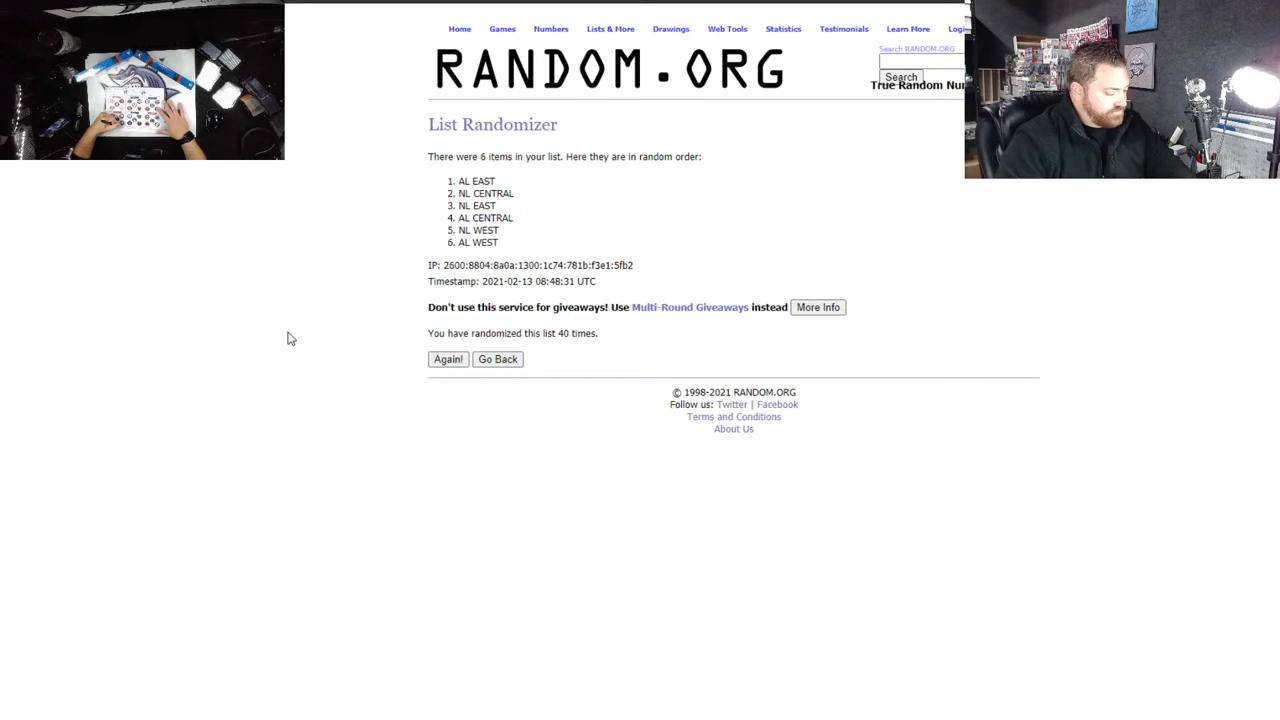 Home Games Numbers Lists & More Drawings Web Tools Statistics Testimonials Learn More
Search RANDOM.ORG
RANDOM.ORG
Search
True Random
List Randomizer
There were 6 items in your list. Here they are in random order:
1. AL EAST
2. NL CENTRAL
3. NL EAST
4. AL CENTRAL
5. NL WEST
6. AL WEST
IP: 2600:8804:8a0a:1300:1c74:781b:f3e1:5fb2
Timestamp: 2021-02-13 08:48:31 UTC
Don't use this service for giveaways! Use Multi-Round Giveaways instead More Info
You have randomized this list 40 times.
Again! Go Back
© 1998-2021 RANDOM.ORG
Follow us: Twitter | Facebook
Terms and Conditions
About Us